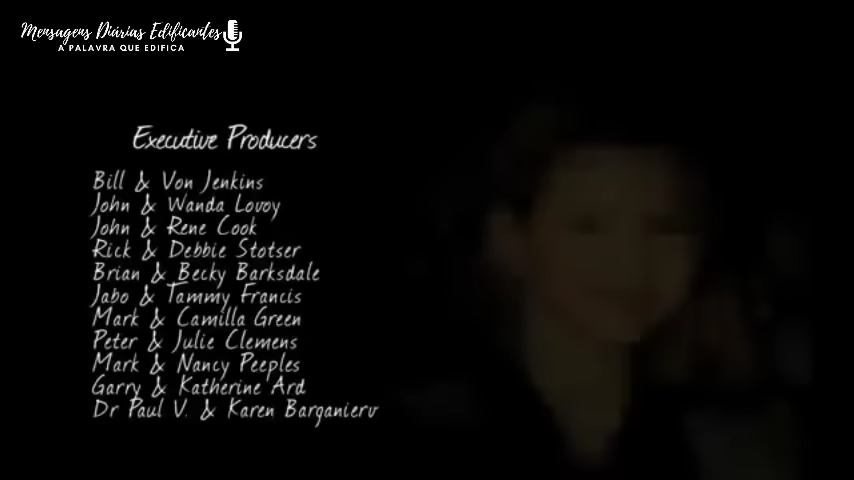 Mensagens Diárias Edificantes
A PALAVRA QUE EDIFICA
Executive Producers
Bill & Von Jenkins
John & Wanda Lovoy
John & Rene Cook
Rick & Debbie Stotser
Brian & Becky Barksdale
Jabo & Tammy Francis
Mark & Camilla Green
Peter & Julie Clemens
Mark & Nancy Peeples
Garry & Katherine Ard
Dr Paul V. & Karen Barganierv